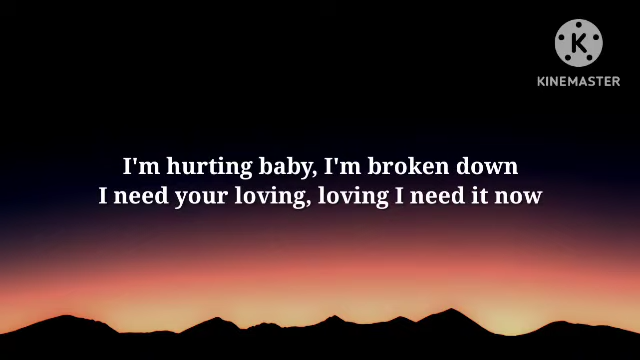 K
KINEMASTER
I'm hurting baby, I'm broken down
I need your loving, loving I need it now